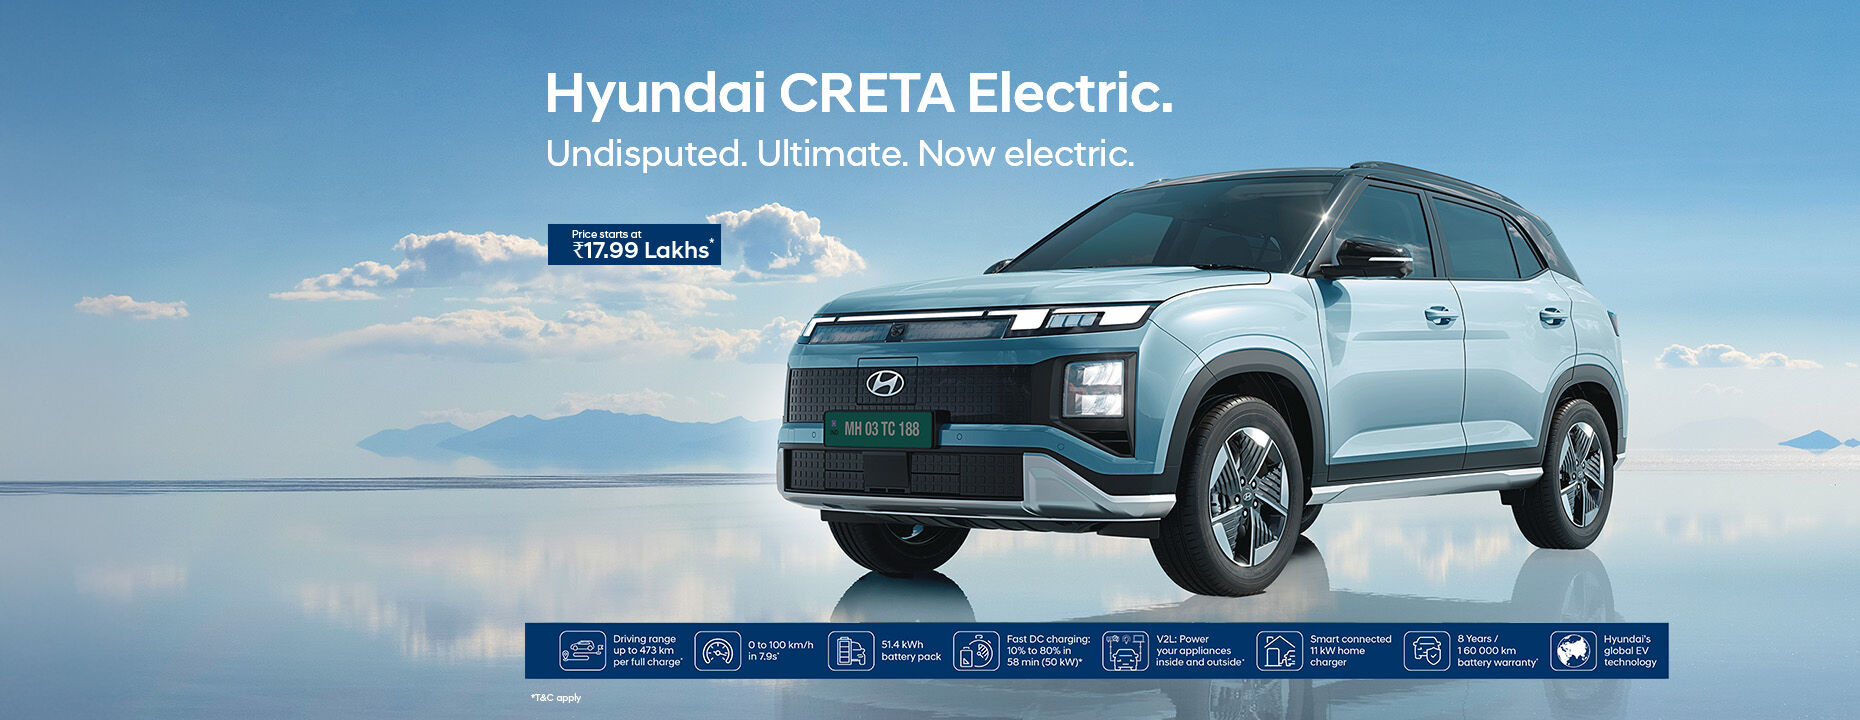 Hyundai CRETA Electric.
Undisputed. Ultimate. Now electric.
Price starts at
₹17.99 Lakhs*
MH 03 TC 188
Driving range
up to 473 km
per full charge*
0 to 100 km/h
in 7.9s*
51.4 kWh
battery pack
Fast DC charging:
10% to 80% in
58 min (50 kW)*
V2L: Power
your appliances
inside and outside*
Smart connected
11 kW home
charger
8 Years /
1 60 000 km
battery warranty*
Hyundai's
global EV
technology
*T&C apply